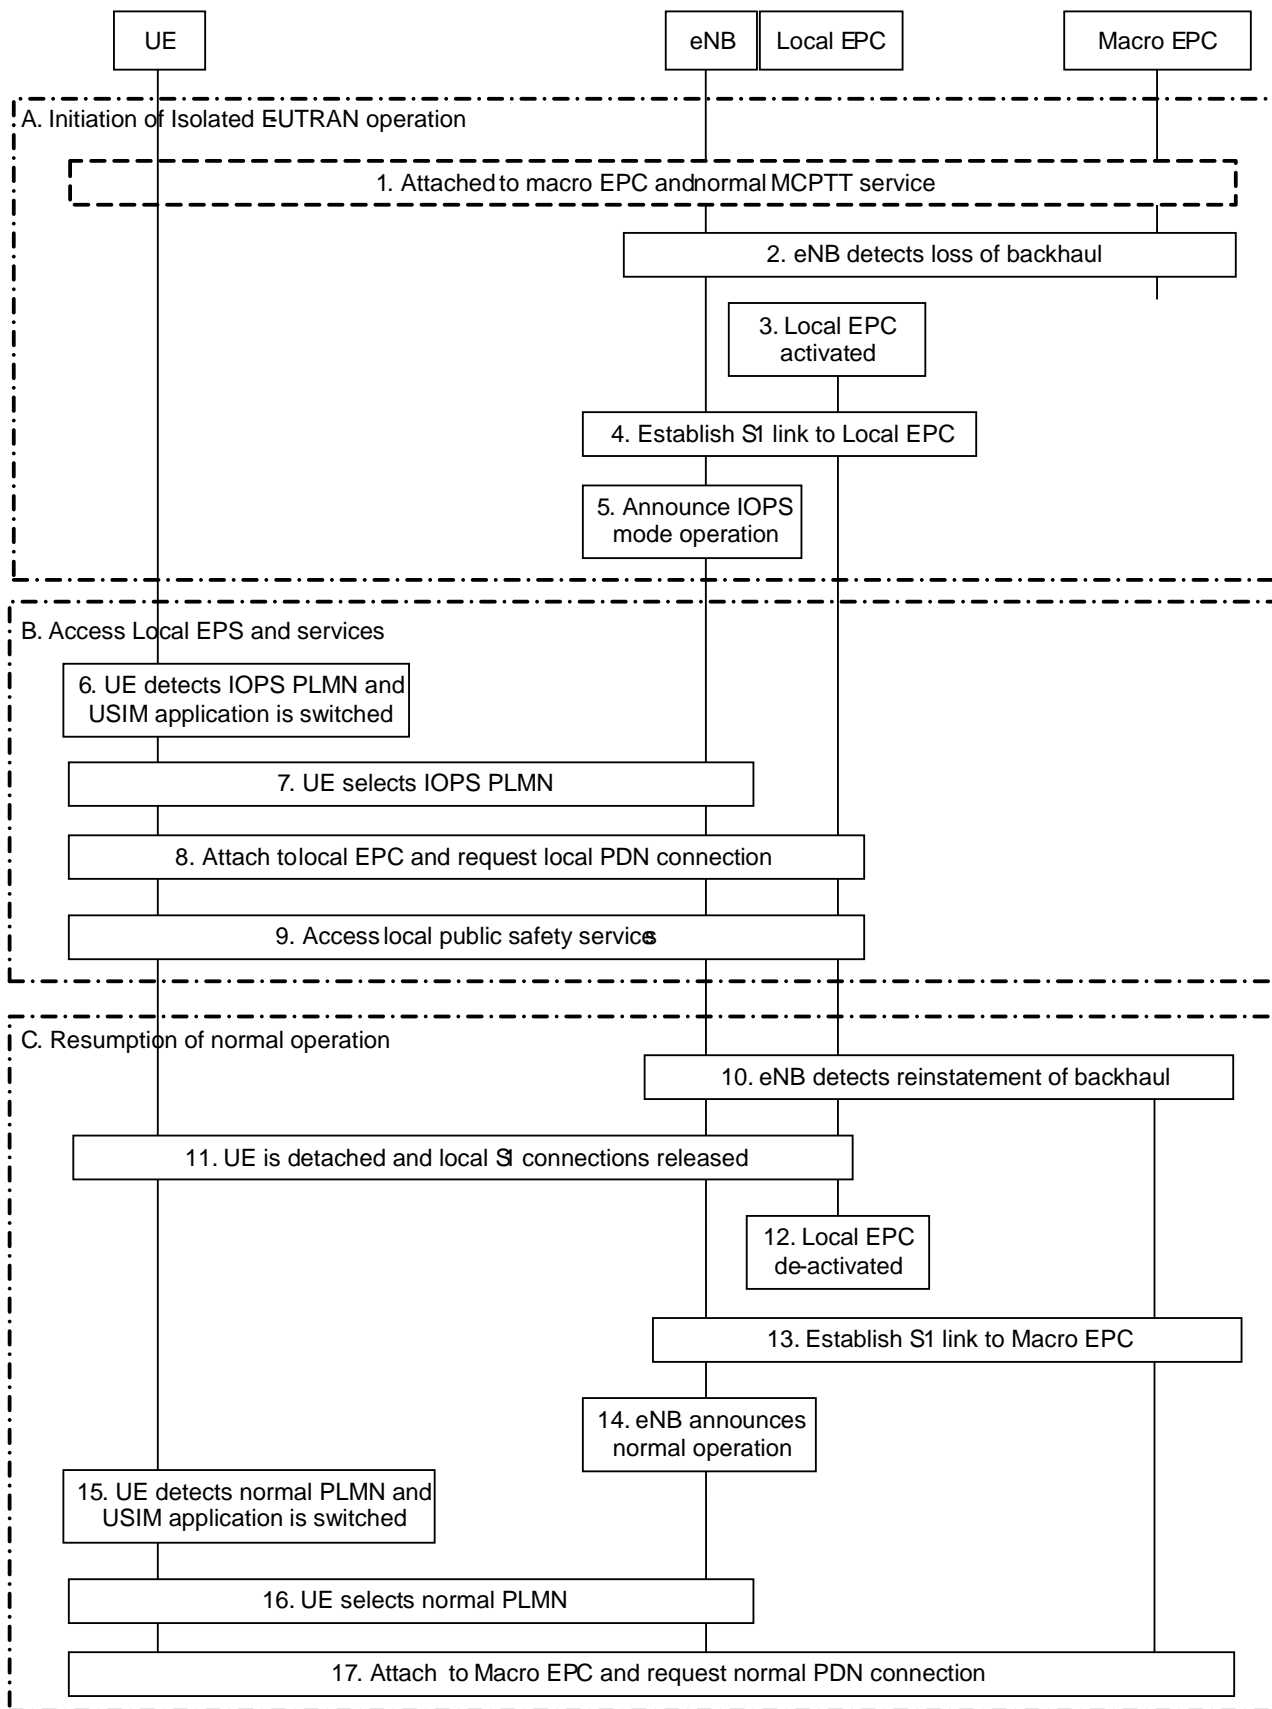 UE
eNB
Local EPC
Macro EPC
A. Initiation of Isolated E-UTRAN operation
1. Attached to macro EPC and normal MCPTT service
2. eNB detects loss of backhaul
3. Local EPC
activated
4. Establish S1 link to Local EPC
5. Announce IOPS
mode operation
B. Access Local EPS and services
6. UE detects IOPS PLMN and
USIM application is switched
7. UE selects IOPS PLMN
8. Attach to local EPC and request local PDN connection
9. Access local public safety services
C. Resumption of normal operation
10. eNB detects reinstatement of backhaul
11. UE is detached and local S1 connections released
12. Local EPC
de-activated
13. Establish S1 link to Macro EPC
14. eNB announces
normal operation
15. UE detects normal PLMN and
USIM application is switched
16. UE selects normal PLMN
17. Attach to Macro EPC and request normal PDN connection